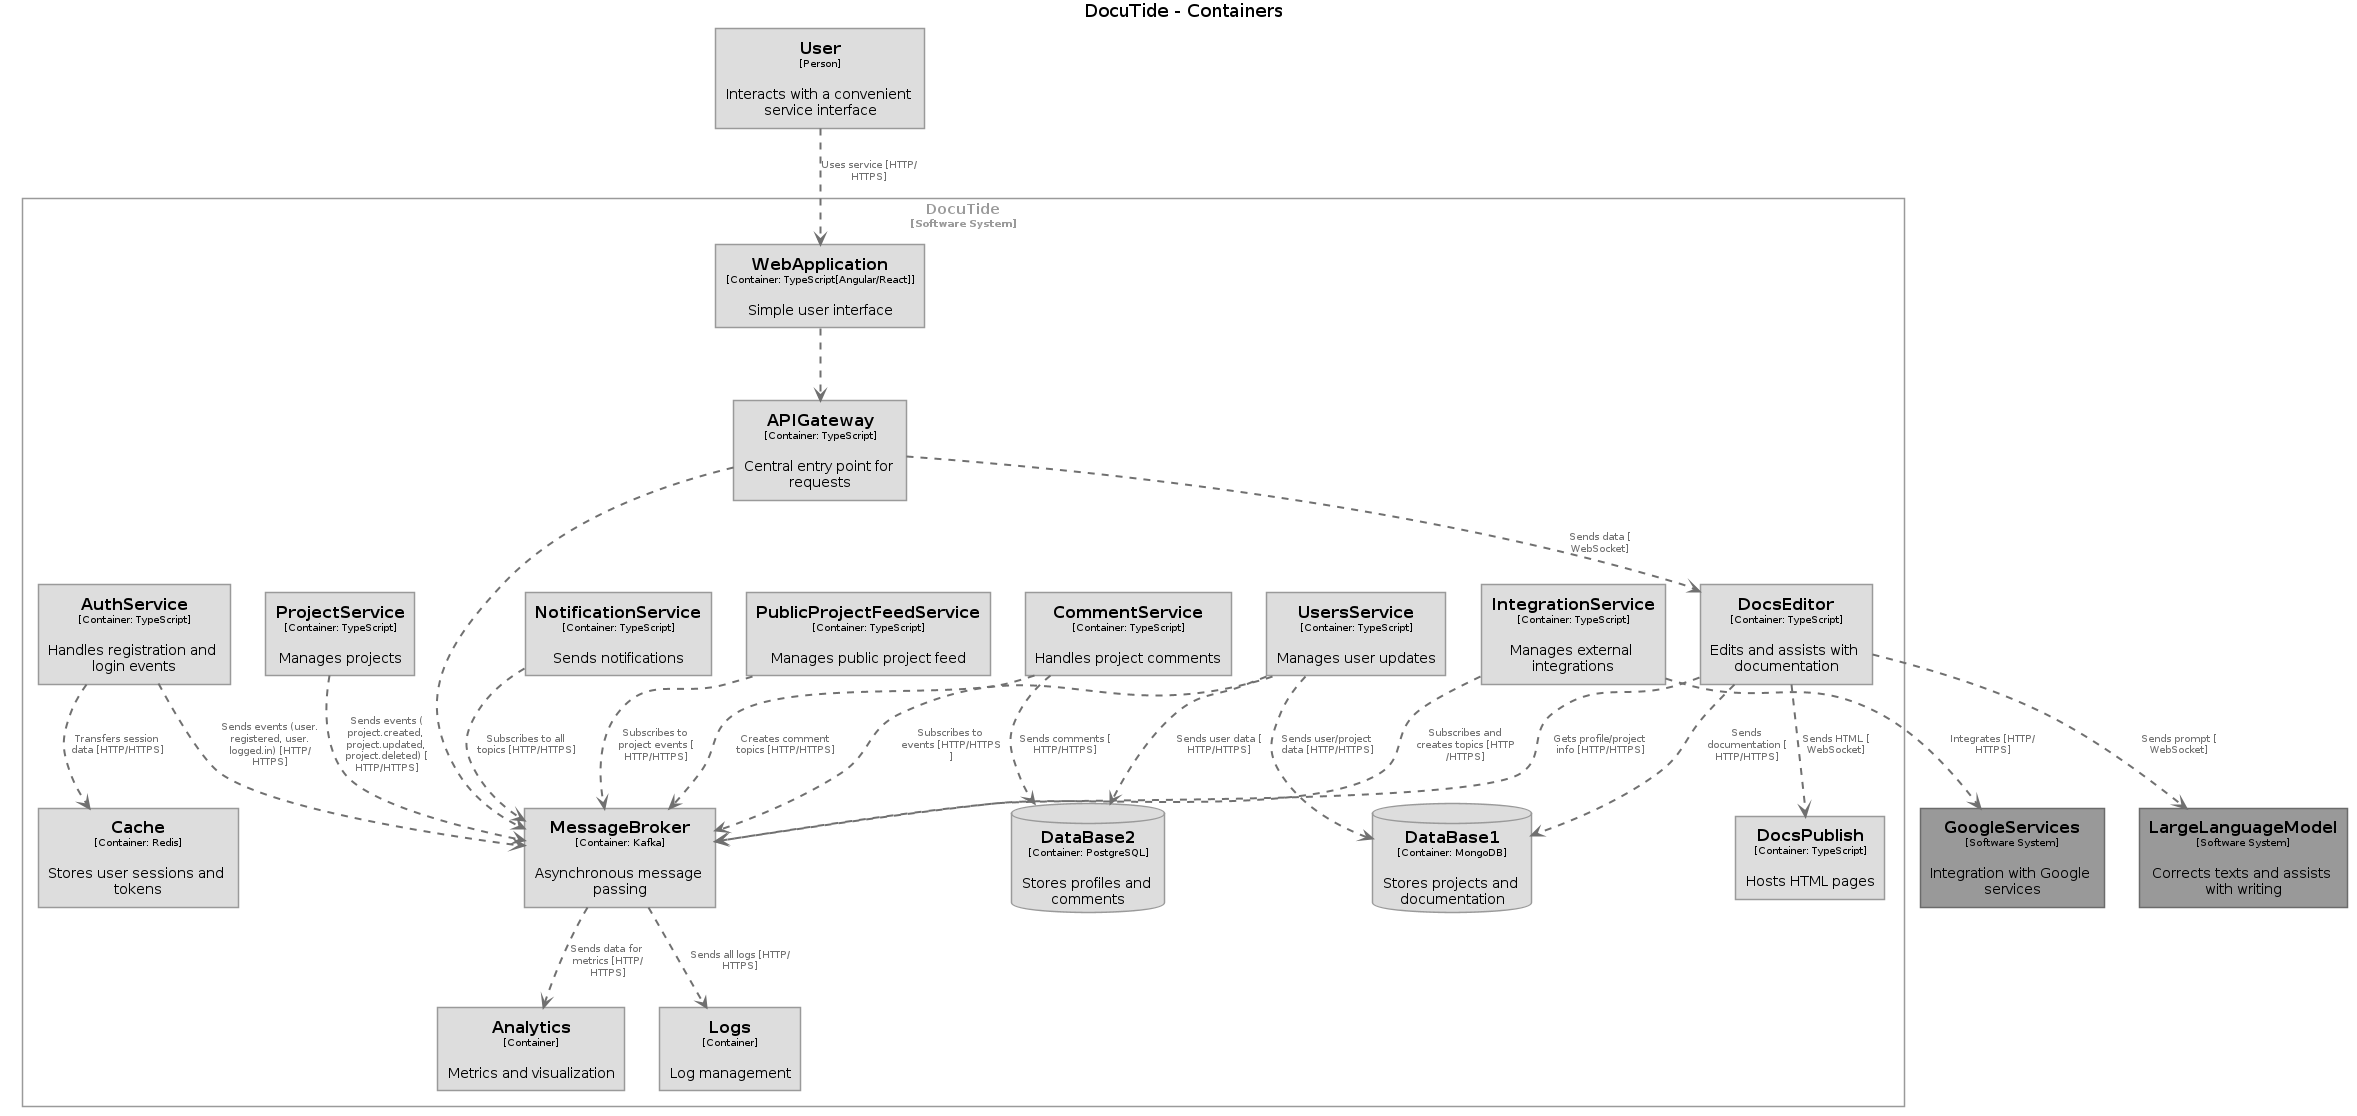 DocuTide - Containers
User
[Person]
Interacts with a convenient
service interface
Uses service [HTTP/
HTTPS]
DocuTide
[Software System]
WebApplication
[Container: TypeScript[Angular/React]]
Simple user interface
APIGateway
[Container: TypeScript]
Central entry point for
requests
Sends data [
WebSocket]
AuthService
[Container: TypeScript]
Handles registration and
login events
ProjectService
[Container: TypeScript]
Manages projects
NotificationService
[Container: TypeScript]
Sends notifications
PublicProjectFeedService
[Container: TypeScript]
Manages public project feed
CommentService
[Container: TypeScript]
Handles project comments
UsersService
[Container: TypeScript]
Manages user updates
IntegrationService
[Container: TypeScript]
Manages external
integrations
DocsEditor
[Container: TypeScript]
Edits and assists with
documentation
Transfers session
data [HTTP/HTTPS]
Sends events (user.
registered, user.
logged.in) [HTTP/
HTTPS]
Sends events (
project.created,
project.updated,
project.deleted) [
HTTP/HTTPS]
Subscribes to all
topics [HTTP/HTTPS]
Subscribes to
project events [
HTTP/HTTPS]
Creates comment
topics [HTTP/HTTPS]
Subscribes to
events [HTTP/HTTPS
]
Sends comments [
HTTP/HTTPS]
Sends user data [
HTTP/HTTPS]
Sends user/project
data [HTTP/HTTPS]
Subscribes and
creates topics [HTTP
/HTTPS]
Gets profile/project
info [HTTP/HTTPS]
Sends
documentation [
HTTP/HTTPS]
Sends HTML [
WebSocket]
Integrates [HTTP/
HTTPS]
Sends prompt [
WebSocket]
Cache
[Container: Redis]
Stores user sessions and
tokens
MessageBroker
[Container: Kafka]
Asynchronous message
passing
DataBase2
[Container: PostgreSQL]
Stores profiles and
comments
DataBase1
[Container: MongoDB]
Stores projects and
documentation
DocsPublish
[Container: TypeScript]
Hosts HTML pages
GoogleServices
[Software System]
Integration with Google
services
LargeLanguageModel
[Software System]
Corrects texts and assists
with writing
Sends data for
metrics [HTTP/
HTTPS]
Sends all logs [HTTP/
HTTPS]
Analytics
[Container]
Metrics and visualization
Logs
[Container]
Log management